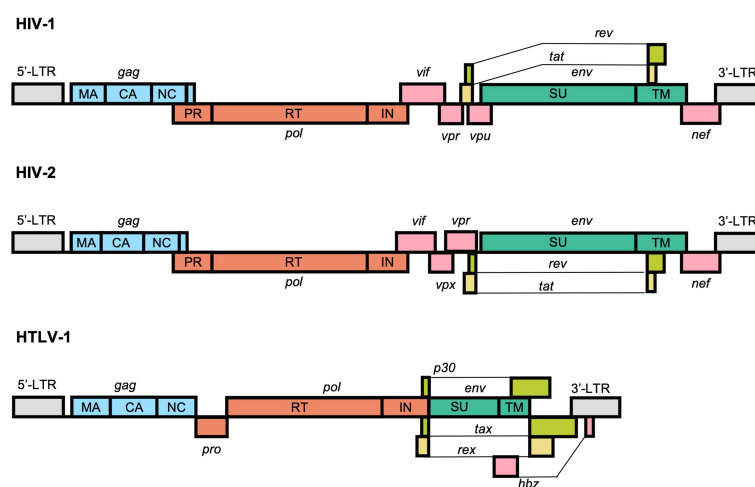 HIV-1
rev
tat
5'-LTR gag vif env 3'-LTR
MA CA NC SU TM
PR RT IN
pol vpr vpu nef
HIV-2
5'-LTR gag vif vpr env 3'-LTR
MA CA NC SU TM
PR RT IN rev
pol vpx tat nef
HTLV-1
p30
5'-LTR gag pol env 3'-LTR
MA CA NC RT IN SU TM
tax
pro rex
hbz